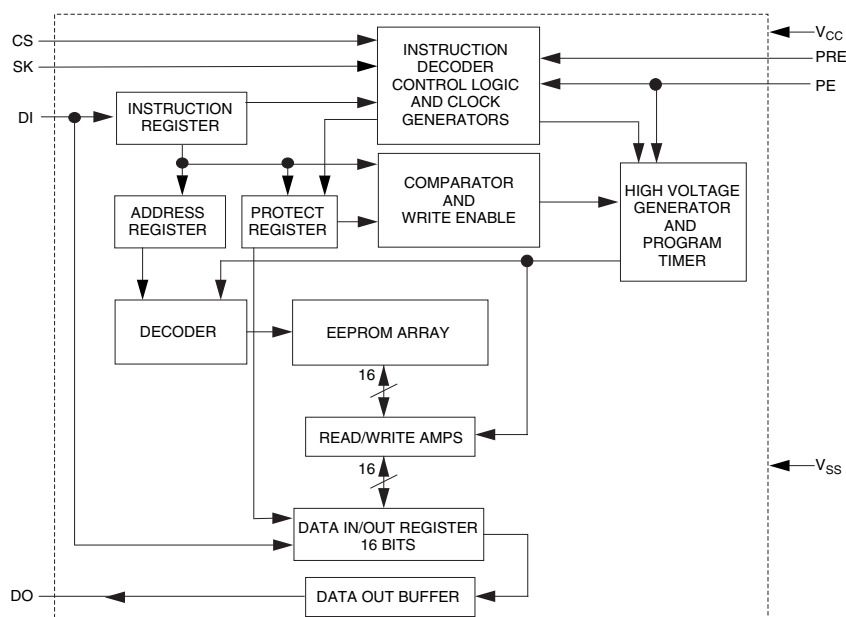 CS
SK
DI
INSTRUCTION
REGISTER
INSTRUCTION
DECODER
CONTROL LOGIC
AND CLOCK
GENERATORS
VCC
PRE
PE
ADDRESS
REGISTER
PROTECT
REGISTER
COMPARATOR
AND
WRITE ENABLE
HIGH VOLTAGE
GENERATOR
AND
PROGRAM
TIMER
DECODER
EEPROM ARRAY
16
READ/WRITE AMPS
16
VSS
DATA IN/OUT REGISTER
16 BITS
DO
DATA OUT BUFFER